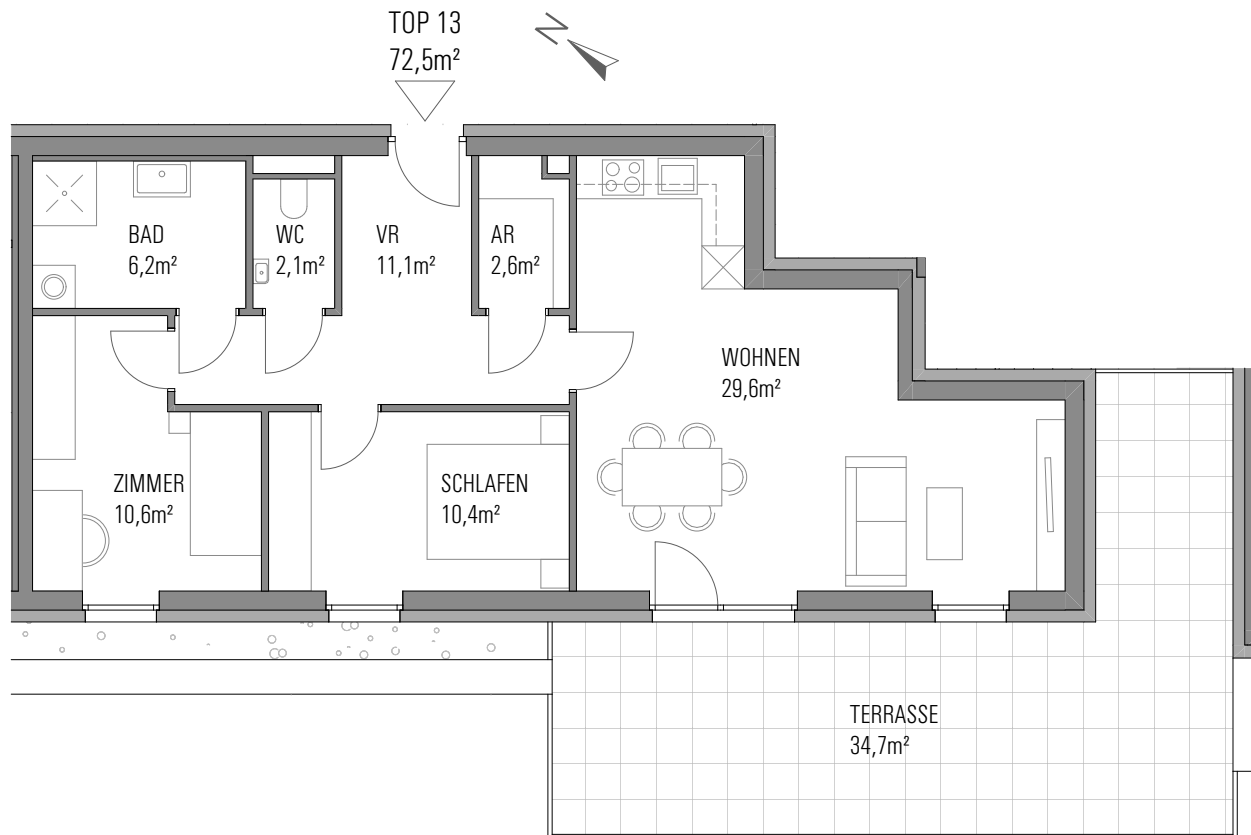 TOP 13
72,5m²
N
BAD
6,2m²
WC
2,1m²
VR
11,1m²
AR
2,6m²
WOHNEN
29,6m²
ZIMMER
10,6m²
SCHLAFEN
10,4m²
TERRASSE
34,7m²